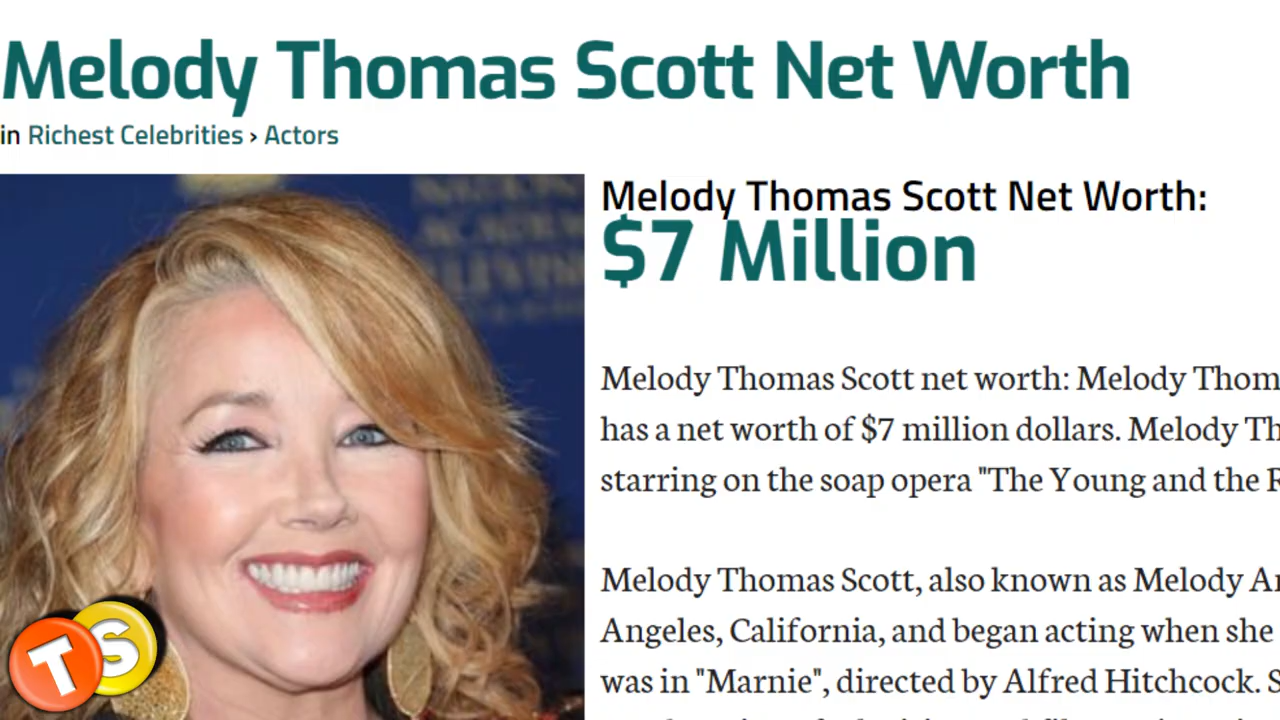 Melody Thomas Scott Net Worth
in Richest Celebrities › Actors
Melody Thomas Scott Net Worth:
$7 Million
Melody Thomas Scott net worth: Melody Thom
has a net worth of $7 million dollars. Melody Th
starring on the soap opera "The Young and the R
Melody Thomas Scott, also known as Melody An
Angeles, California, and began acting when she
was in "Marnie", directed by Alfred Hitchcock. S
TS